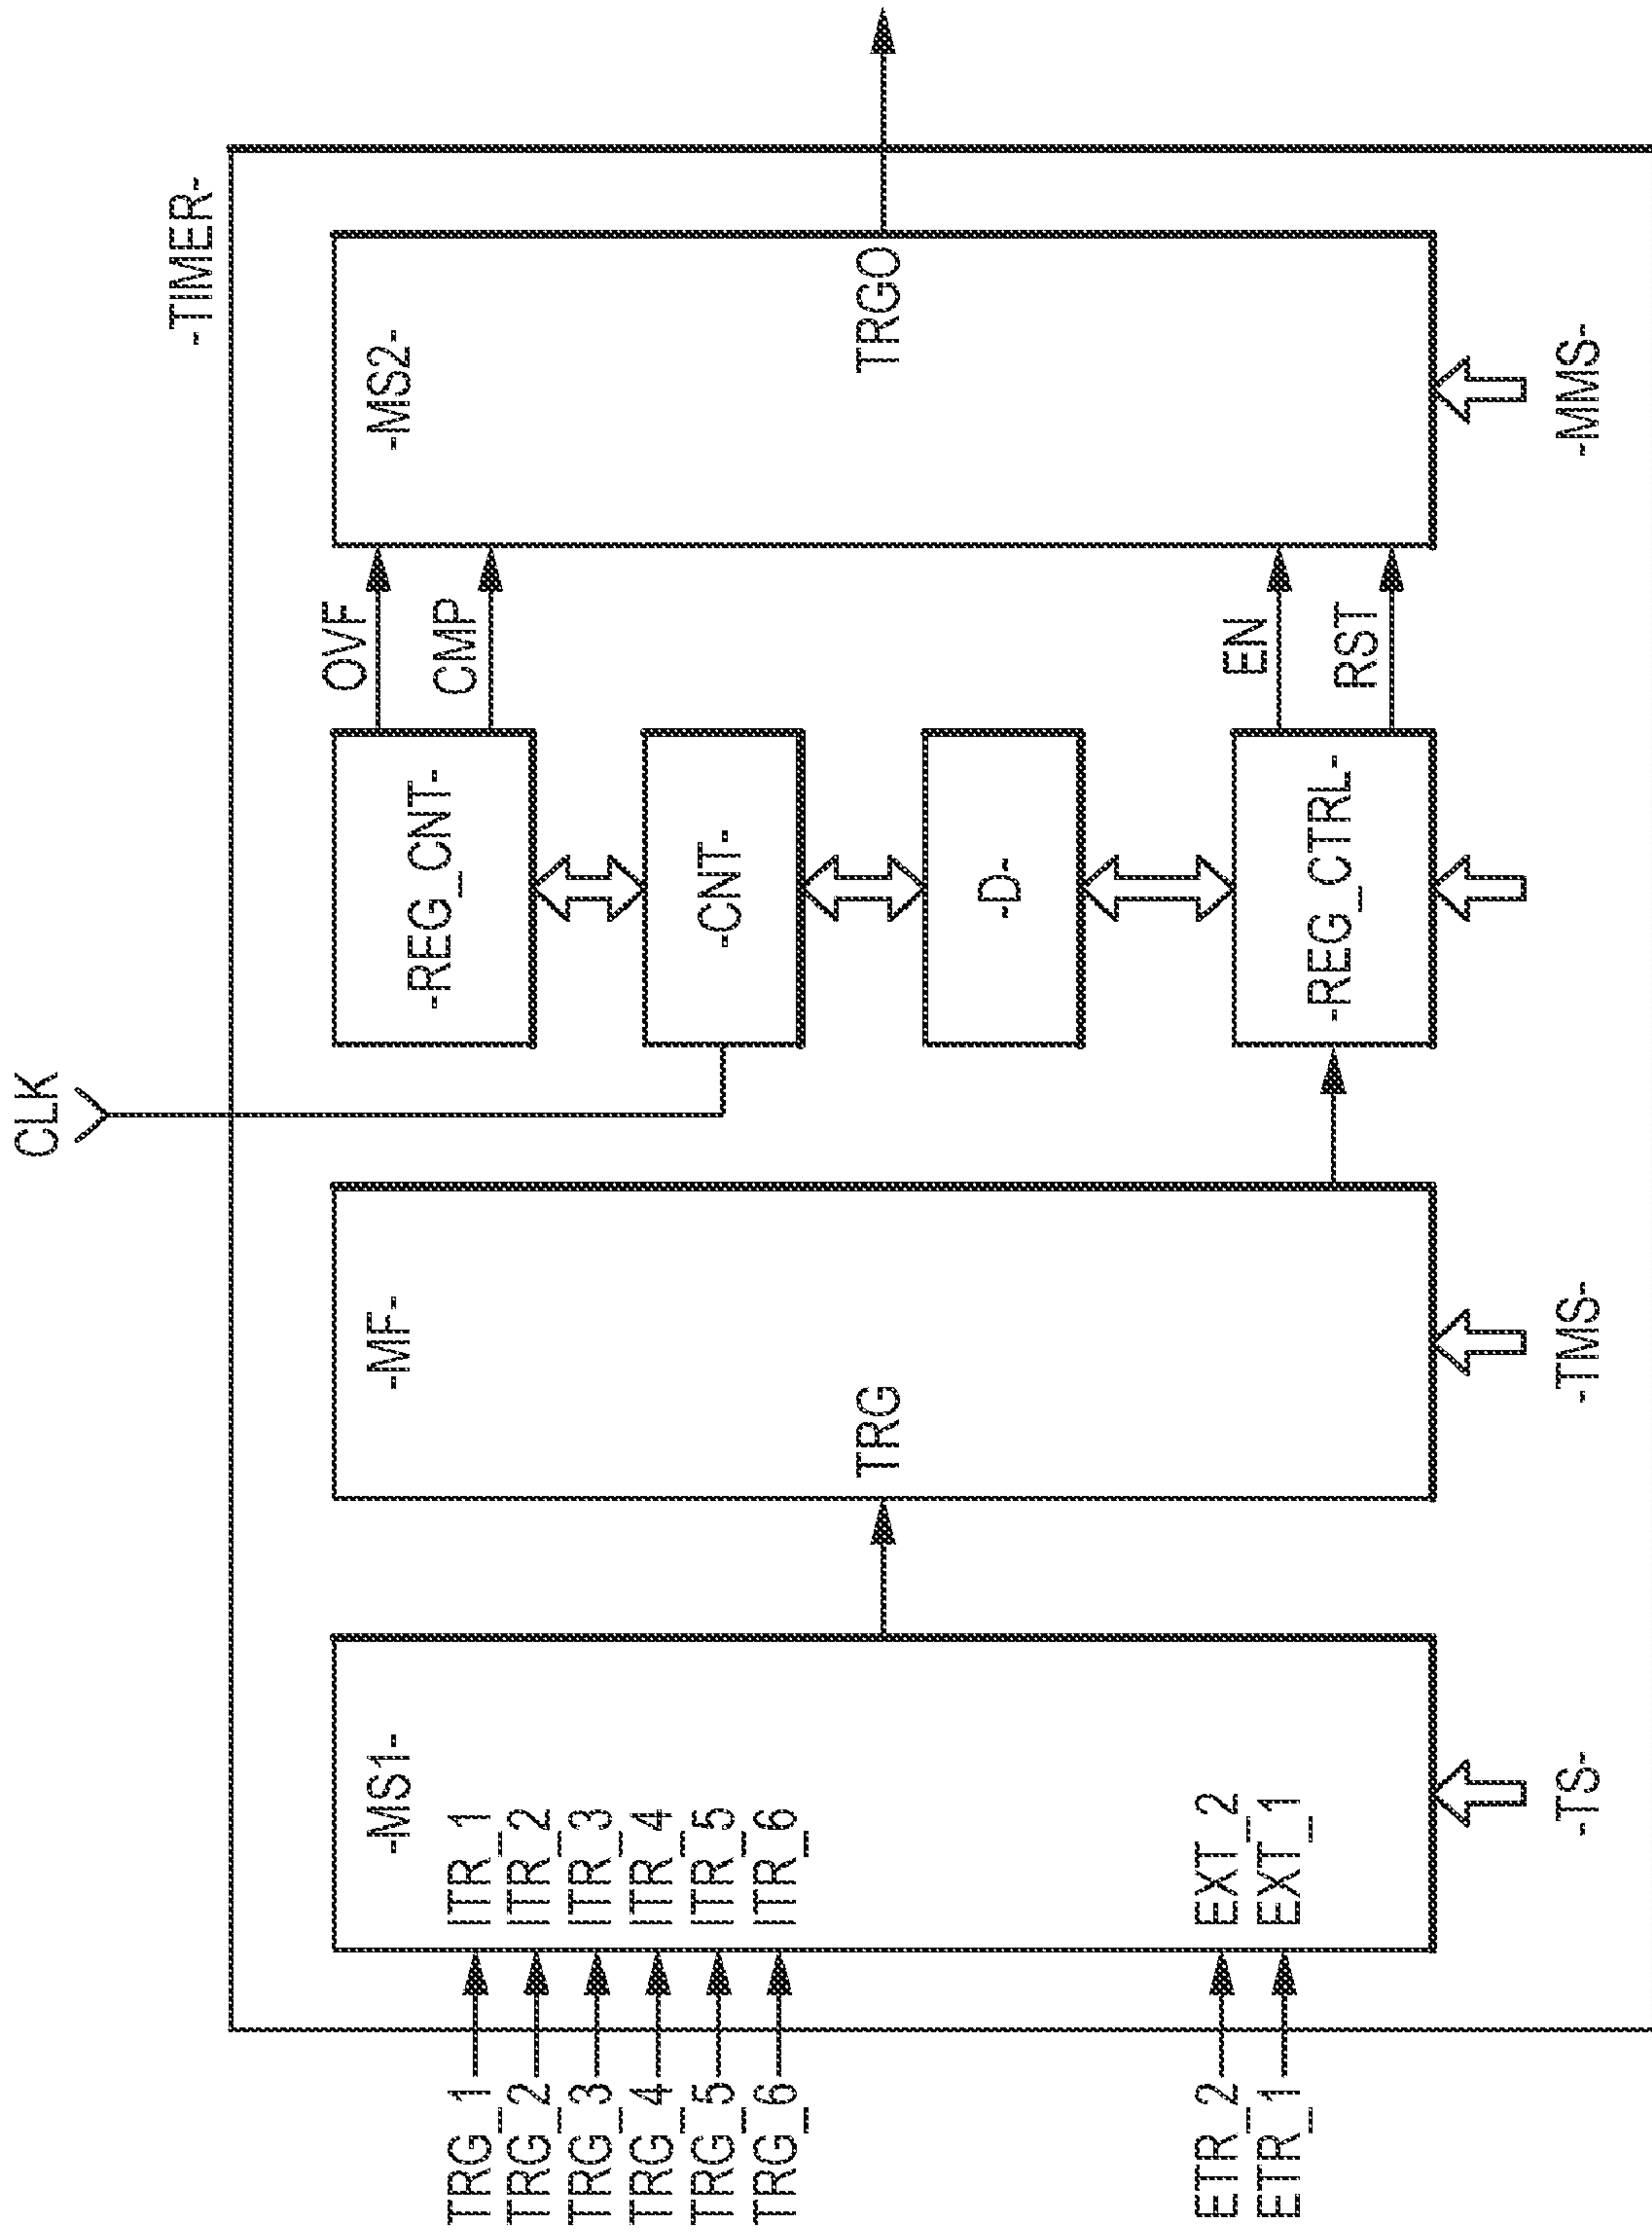 CLK
-TIMER-
-MS1-
-MF-
-REG_CNT-
OVF
CMP
-MS2-
TRG_1
ITR_1
TRG_2
ITR_2
TRG_3
ITR_3
TRG_4
ITR_4
TRG_5
ITR_5
TRG_6
ITR_6
-CNT-
TRG
TRGO
-D-
ETR_2
EXT_2
ETR_1
EXT_1
-REG_CTRL-
EN
RST
-TS-
-TMS-
-MMS-